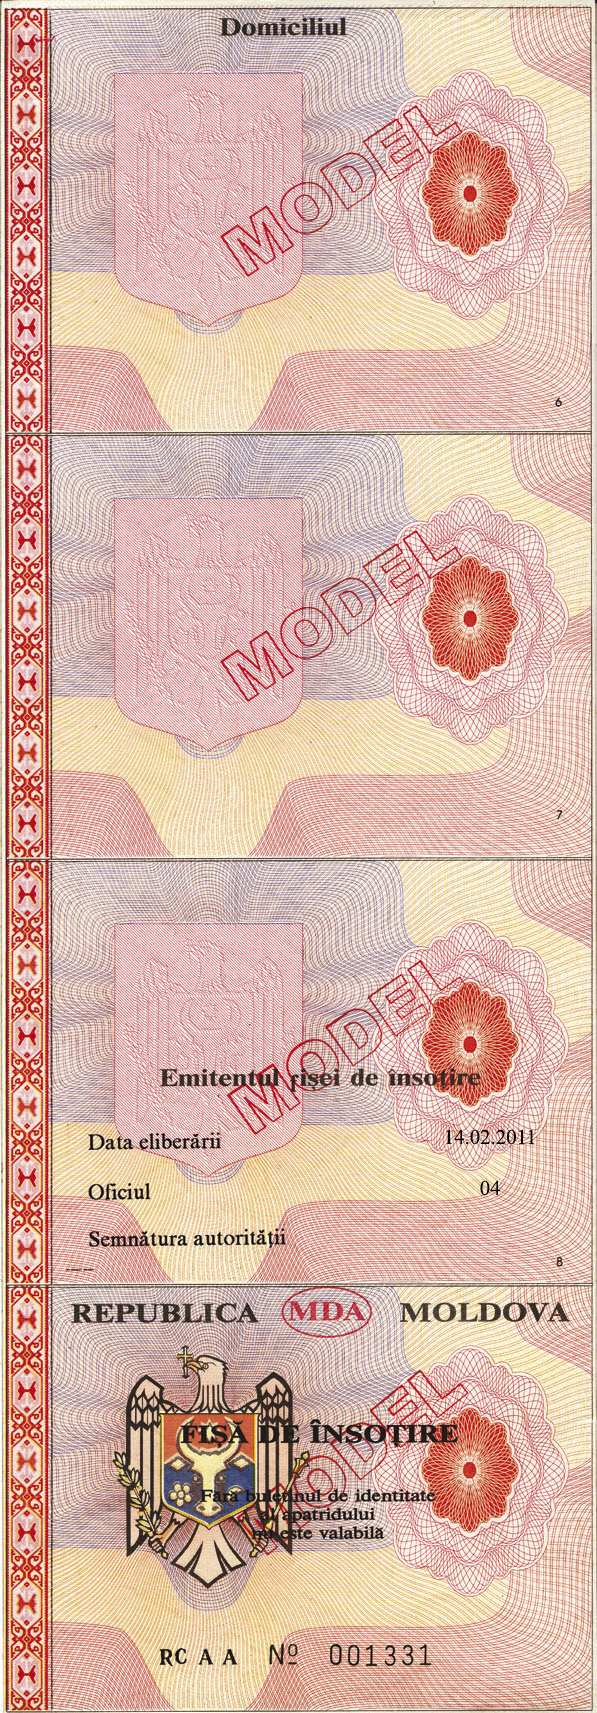 Domiciliul
MODEL
6
MODEL
7
MODEL
Emitentul fișei de însoțire
Data eliberării 14.02.2011
Oficiul 04
Semnătura autorității
8
REPUBLICA MDA MOLDOVA
MODEL
FIȘĂ DE ÎNSOȚIRE
Fără buletinul de identitate
al apatridului
nu este valabilă
RC A A Nº 001331